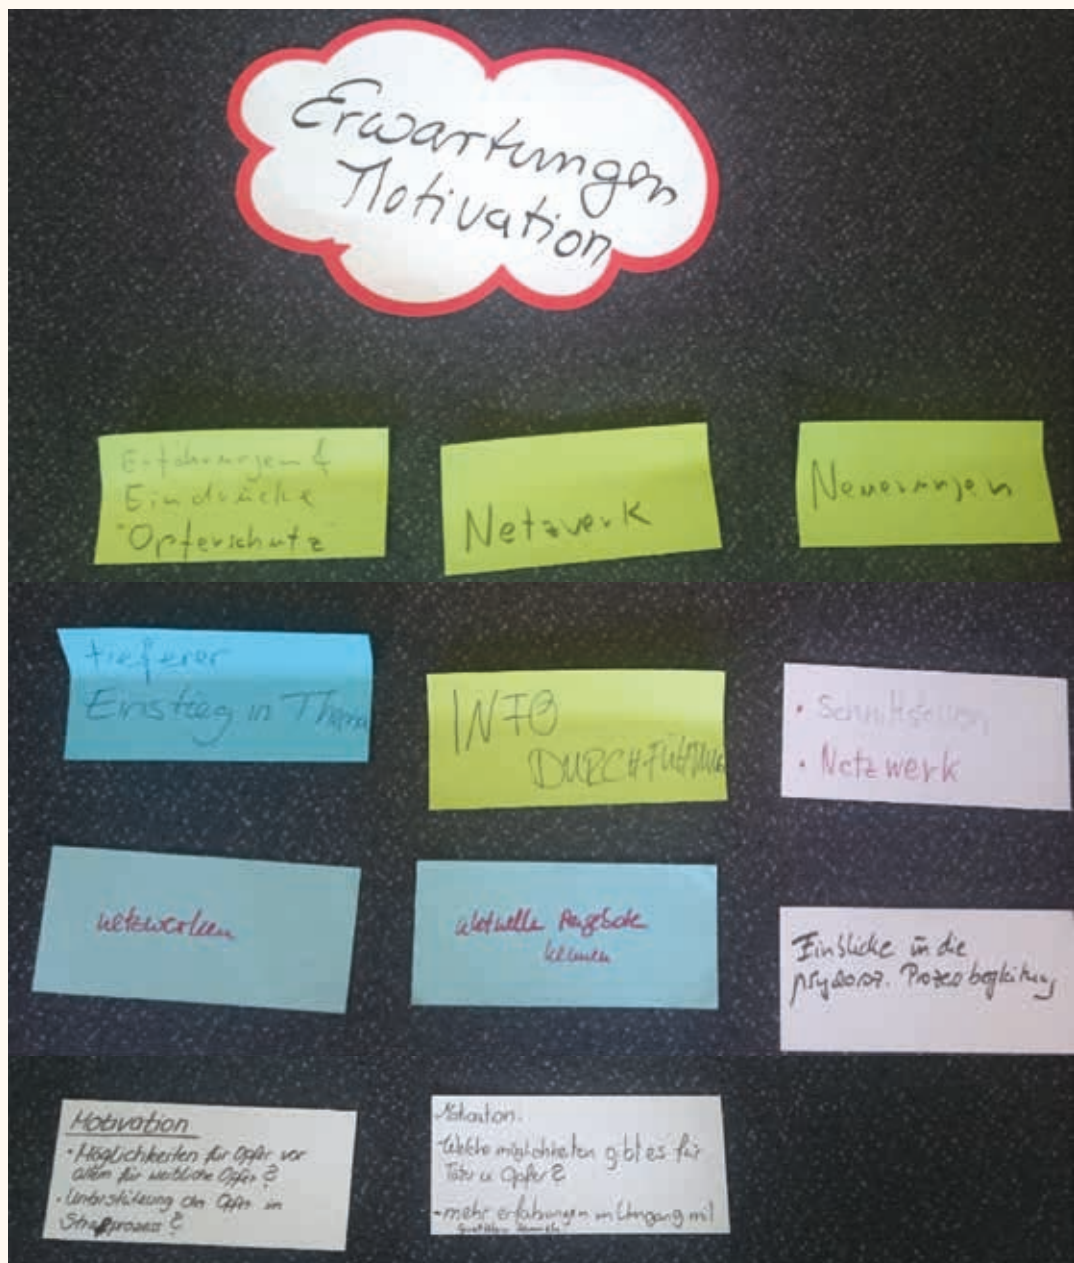 Erwartungen
Motivation
Erfahrungen &
Eindrücke
"Opferschutz"
Netzwerk
Neuerungen
tieferer
Einstieg in Thema
INFO
DURCHFÜHRUNG
• Schnittstellen
• Netzwerk
netzwerken
aktuelle Angebote
kennen
Einblicke in die
psychosoz. Prozessbegleitung
Motivation
• Möglichkeiten für Opfer vor
allem für weibliche Opfer?
• Unterstützung der Opfer im
Strafprozess?
Motivation.
-Welche möglichkeiten gibt es für
Täter u Opfer?
-mehr erfahrungen im Umgang mit